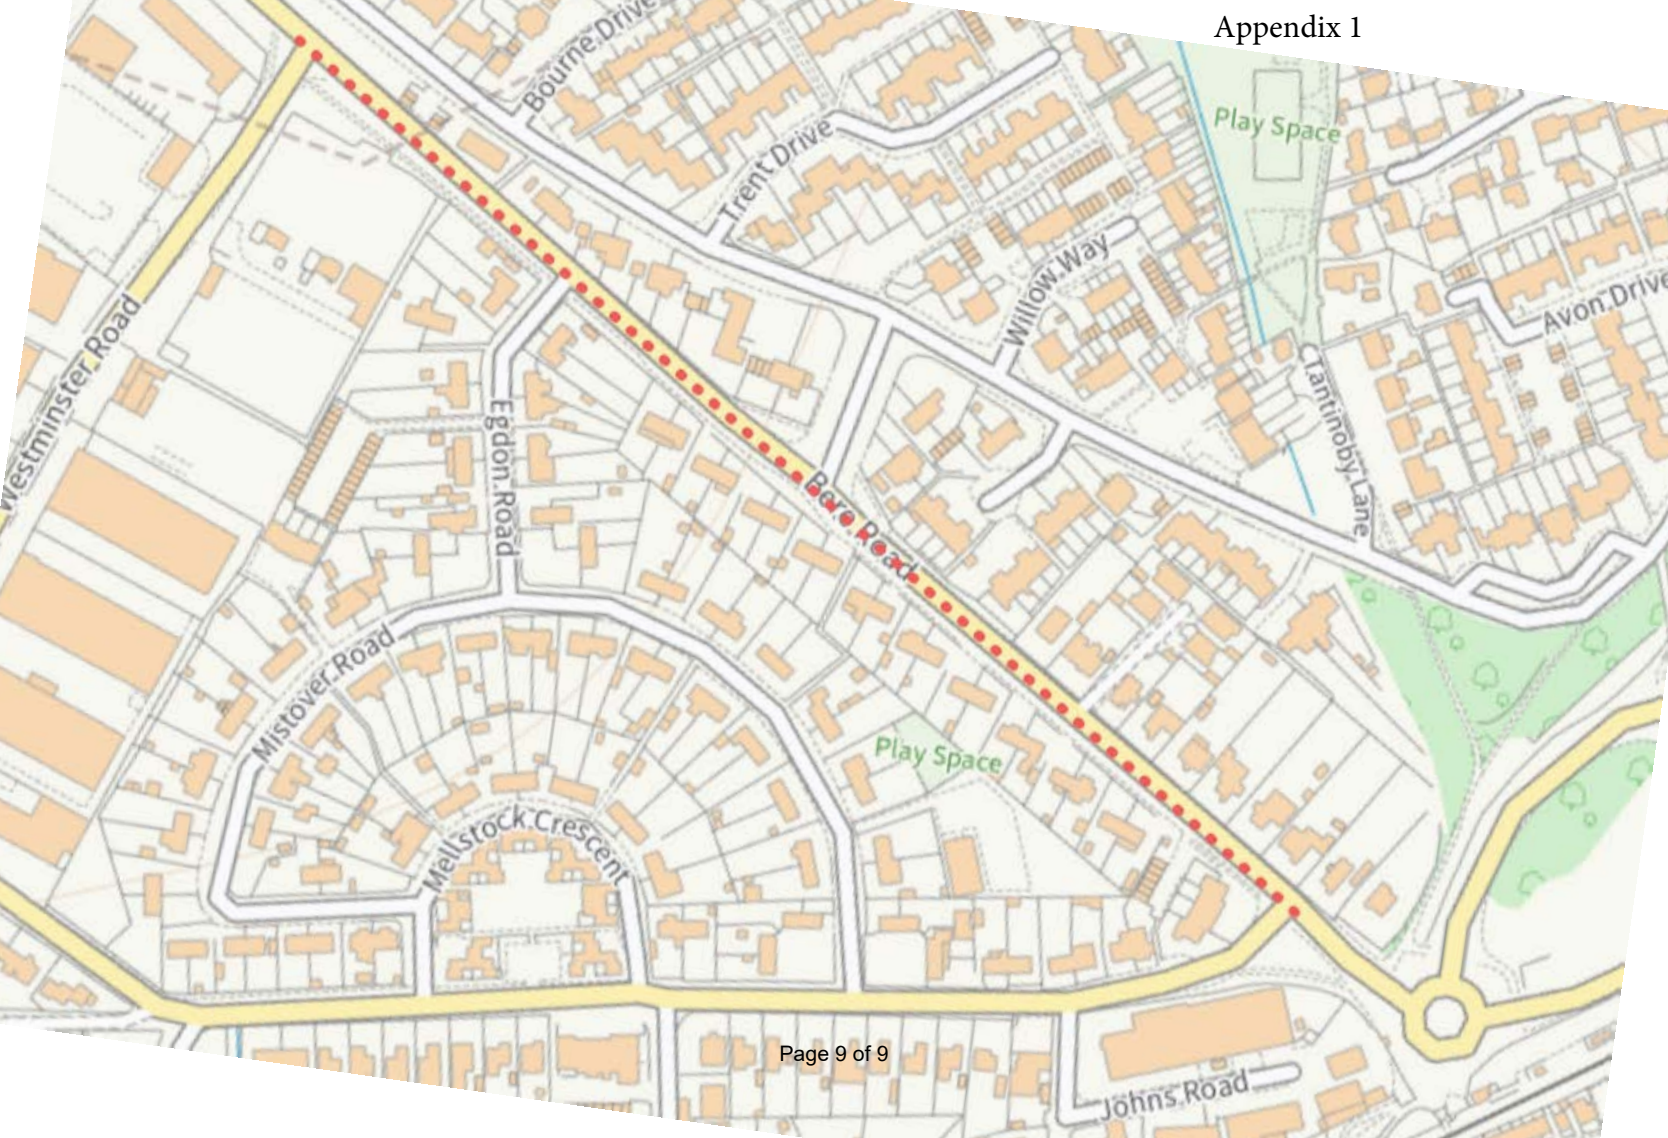 Appendix 1
Bourne Drive
Play Space
Trent Drive
Willow Way
Avon Drive
Westminster Road
Tantinoby Lane
Egdon Road
Bere Road
Mistover Road
Play Space
Mellstock Crescent
Page 9 of 9
Johns Road